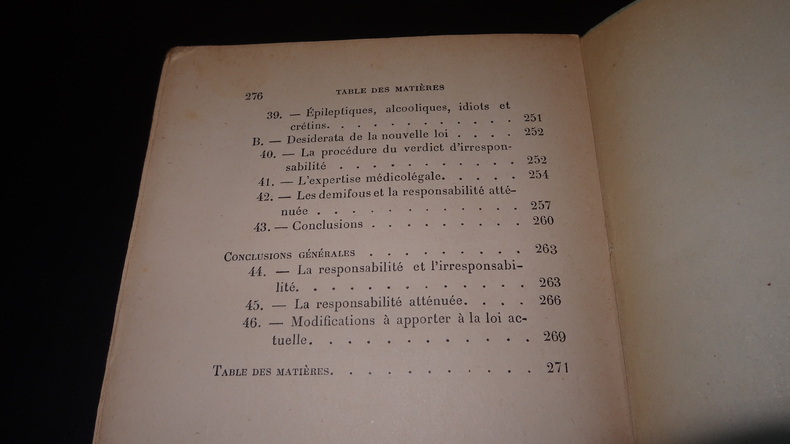 276 TABLE DES MATIÈRES
39. — Épileptiques, alcooliques, idiots et
crétins. . . . . . . . . . . . 251
B. — Desiderata de la nouvelle loi . . . . 252
40. — La procédure du verdict d'irrespon-
sabilité . . . . . . . . . . . 252
41. — L'expertise médicolégale. . . . . 254
42. — Les demifous et la responsabilité atté-
nuée . . . . . . . . . . . . 257
43. — Conclusions . . . . . . . . . 260
CONCLUSIONS GÉNÉRALES . . . . . . . . 263
44. — La responsabilité et l'irresponsabi-
lité. . . . . . . . . . . . . 263
45. — La responsabilité atténuée. . . . 266
46. — Modifications à apporter à la loi ac-
tuelle. . . . . . . . . . . . 269
TABLE DES MATIÈRES. . . . . . . . . . . 271